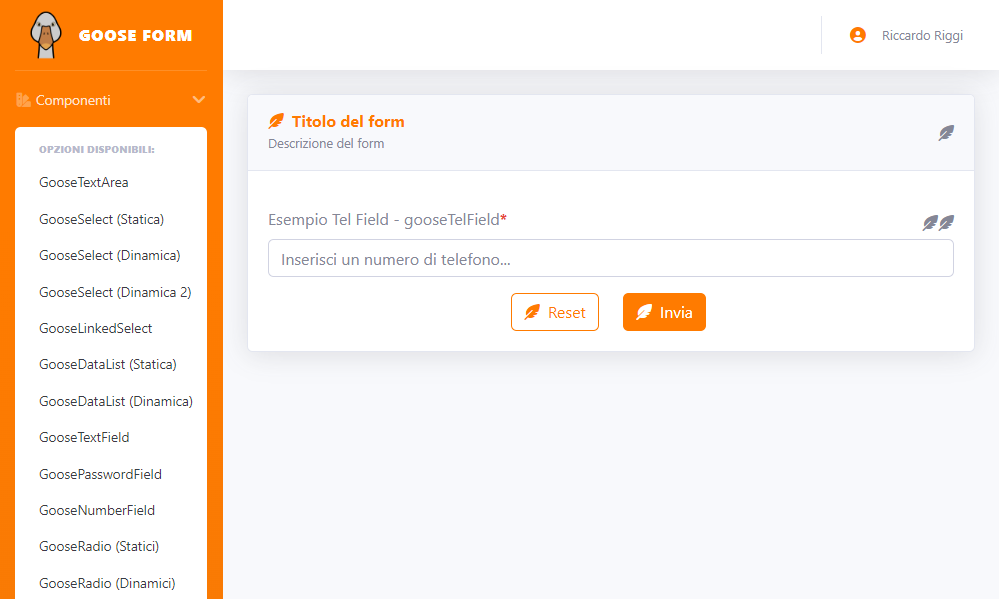 GOOSE FORM
Riccardo Riggi
Componenti
OPZIONI DISPONIBILI:
GooseTextArea
GooseSelect (Statica)
GooseSelect (Dinamica)
GooseSelect (Dinamica 2)
GooseLinkedSelect
GooseDataList (Statica)
GooseDataList (Dinamica)
GooseTextField
GoosePasswordField
GooseNumberField
GooseRadio (Statici)
GooseRadio (Dinamici)
Titolo del form
Descrizione del form
Esempio Tel Field - gooseTelField*
Inserisci un numero di telefono...
Reset
Invia